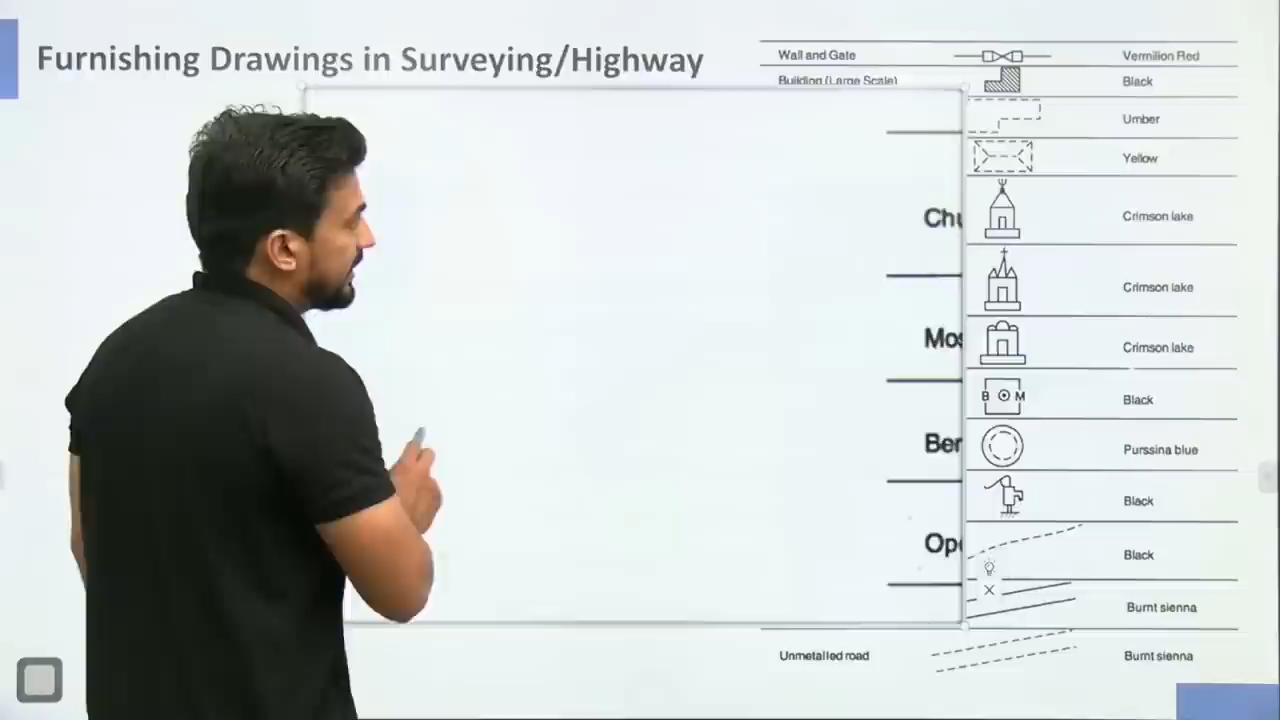 Furnishing Drawings in Surveying/Highway
Wall and Gate Vermilion Red
Building (Large Scale) Black
Umber
Yellow
Chu Crimson lake
Crimson lake
Mos Crimson lake
B M Black
Ber Purssina blue
Black
Ope Black
Burnt sienna
Unmetalled road Burnt sienna